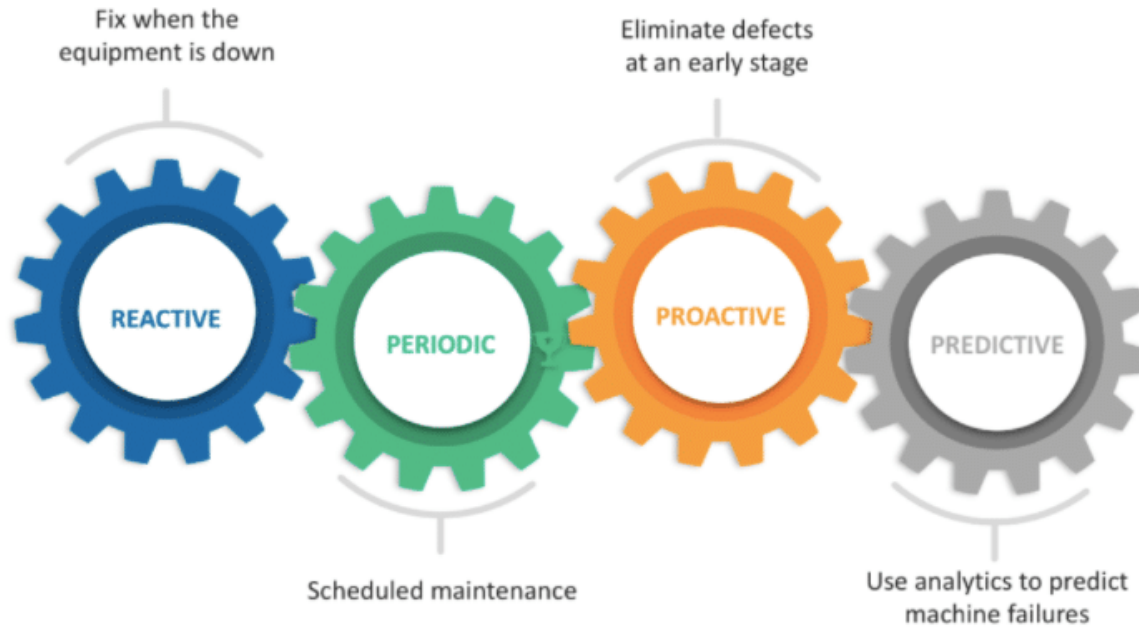 Fix when the
equipment is down
Eliminate defects
at an early stage
REACTIVE
PERIODIC
PROACTIVE
PREDICTIVE
Scheduled maintenance
Use analytics to predict
machine failures